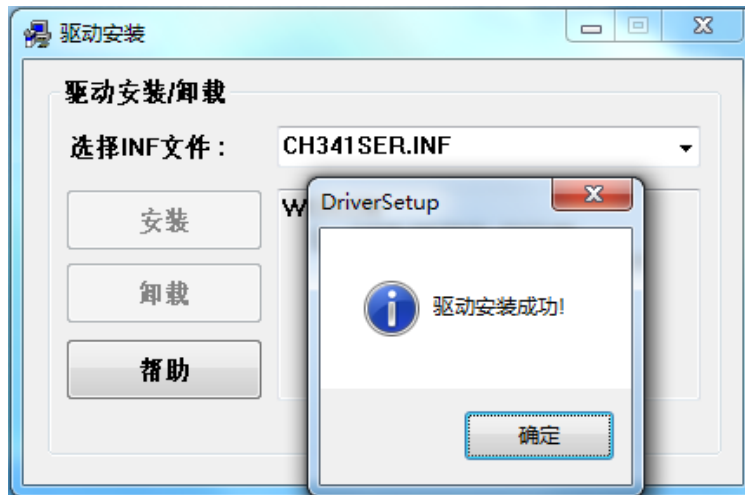 驱动安装
驱动安装/卸载
选择INF文件：
CH341SER.INF
安装
卸载
帮助
W
DriverSetup
驱动安装成功!
确定